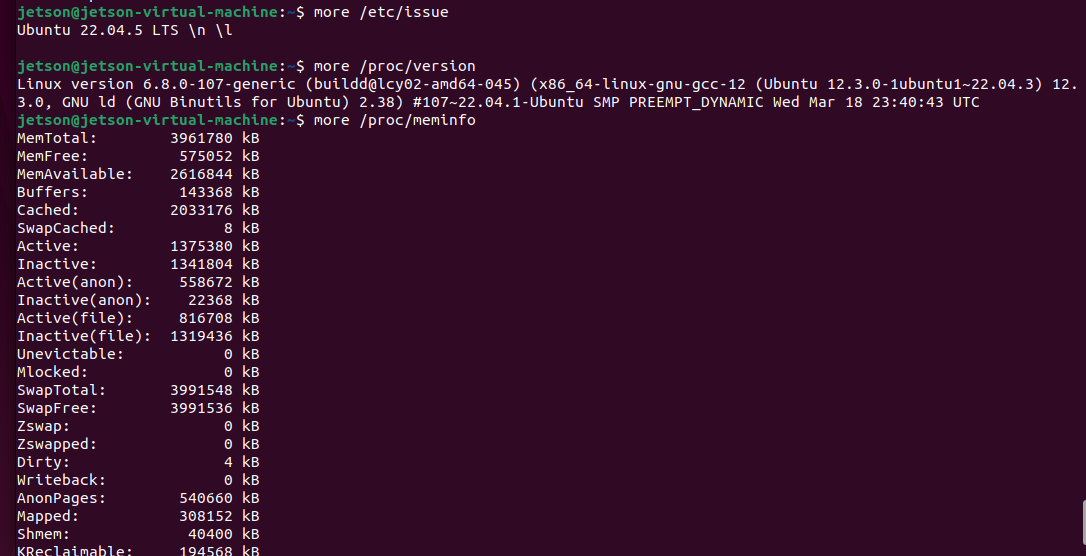 jetson@jetson-virtual-machine:~$ more /etc/issue
Ubuntu 22.04.5 LTS \n \l
jetson@jetson-virtual-machine:~$ more /proc/version
Linux version 6.8.0-107-generic (buildd@lcy02-amd64-045) (x86_64-linux-gnu-gcc-12 (Ubuntu 12.3.0-1ubuntu1~22.04.3) 12.
3.0, GNU ld (GNU Binutils for Ubuntu) 2.38) #107~22.04.1-Ubuntu SMP PREEMPT_DYNAMIC Wed Mar 18 23:40:43 UTC
jetson@jetson-virtual-machine:~$ more /proc/meminfo
MemTotal:        3961780 kB
MemFree:          575052 kB
MemAvailable:    2616844 kB
Buffers:          143368 kB
Cached:          2033176 kB
SwapCached:            8 kB
Active:          1375380 kB
Inactive:        1341804 kB
Active(anon):     558672 kB
Inactive(anon):    22368 kB
Active(file):     816708 kB
Inactive(file):  1319436 kB
Unevictable:           0 kB
Mlocked:               0 kB
SwapTotal:       3991548 kB
SwapFree:        3991536 kB
Zswap:                 0 kB
Zswapped:              0 kB
Dirty:                 4 kB
Writeback:             0 kB
AnonPages:        540660 kB
Mapped:           308152 kB
Shmem:             40400 kB
KReclaimable:     194568 kB